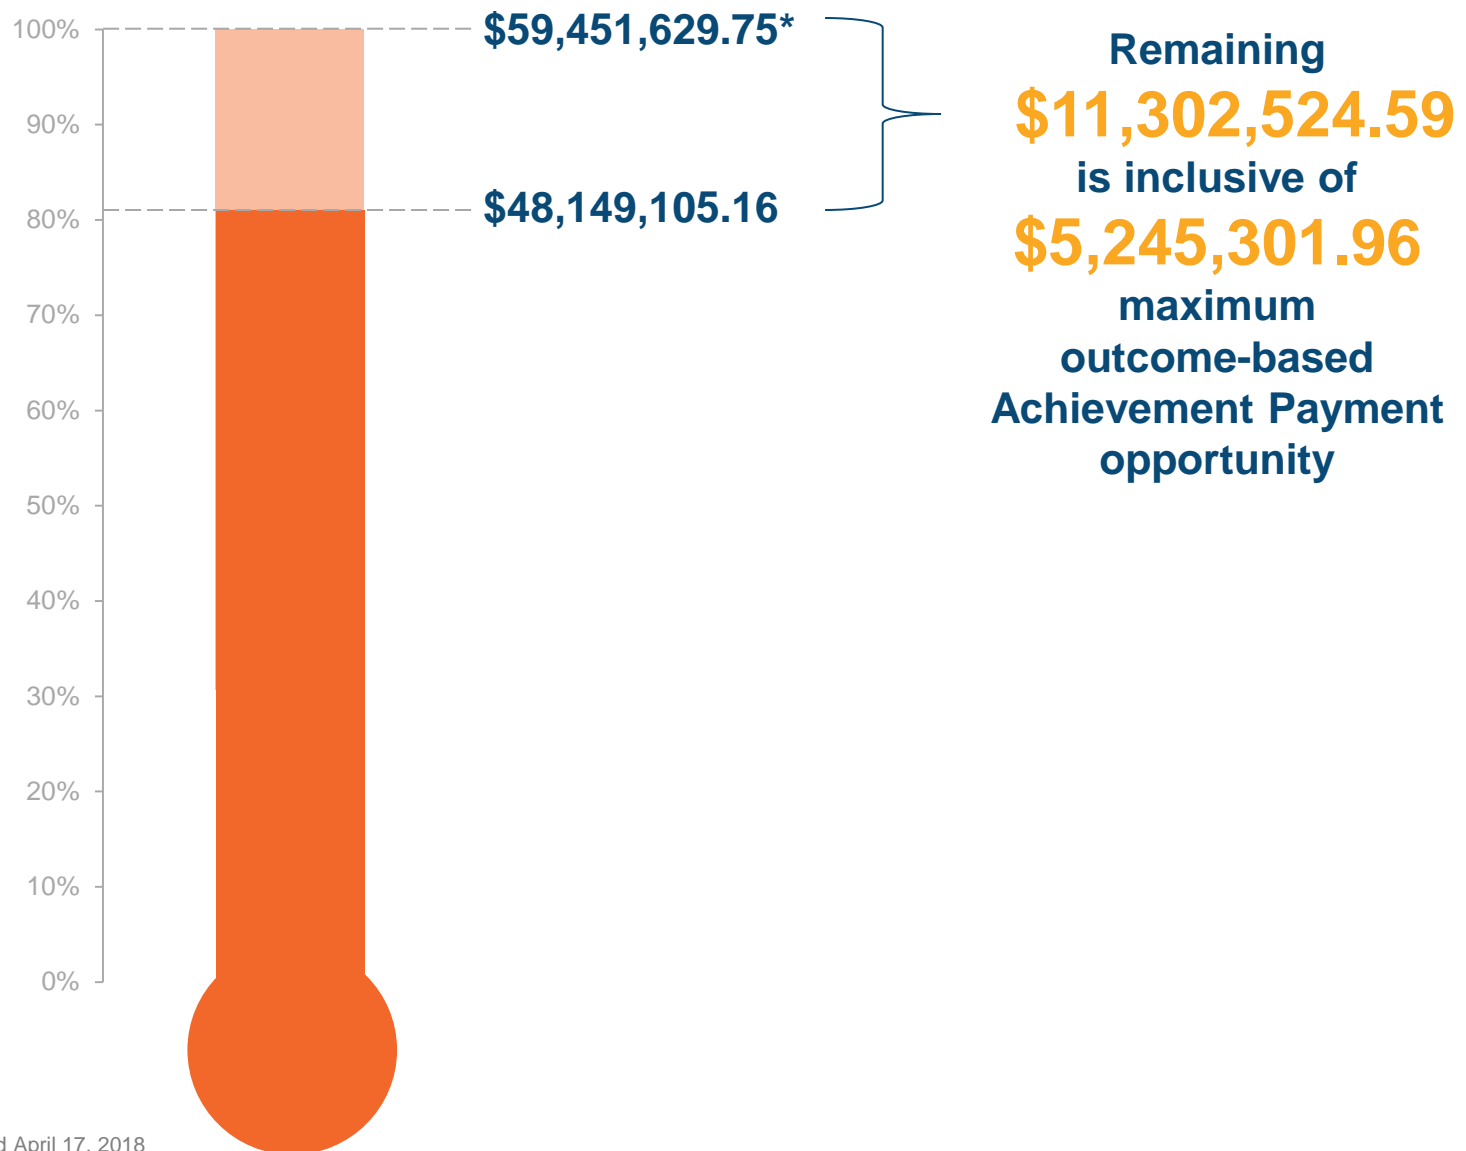 100%
$59,451,629.75*
90%
$48,149,105.16
80%
70%
60%
50%
40%
30%
20%
10%
0%
Remaining
$11,302,524.59
is inclusive of
$5,245,301.96
maximum
outcome-based
Achievement Payment
opportunity
April 17, 2018